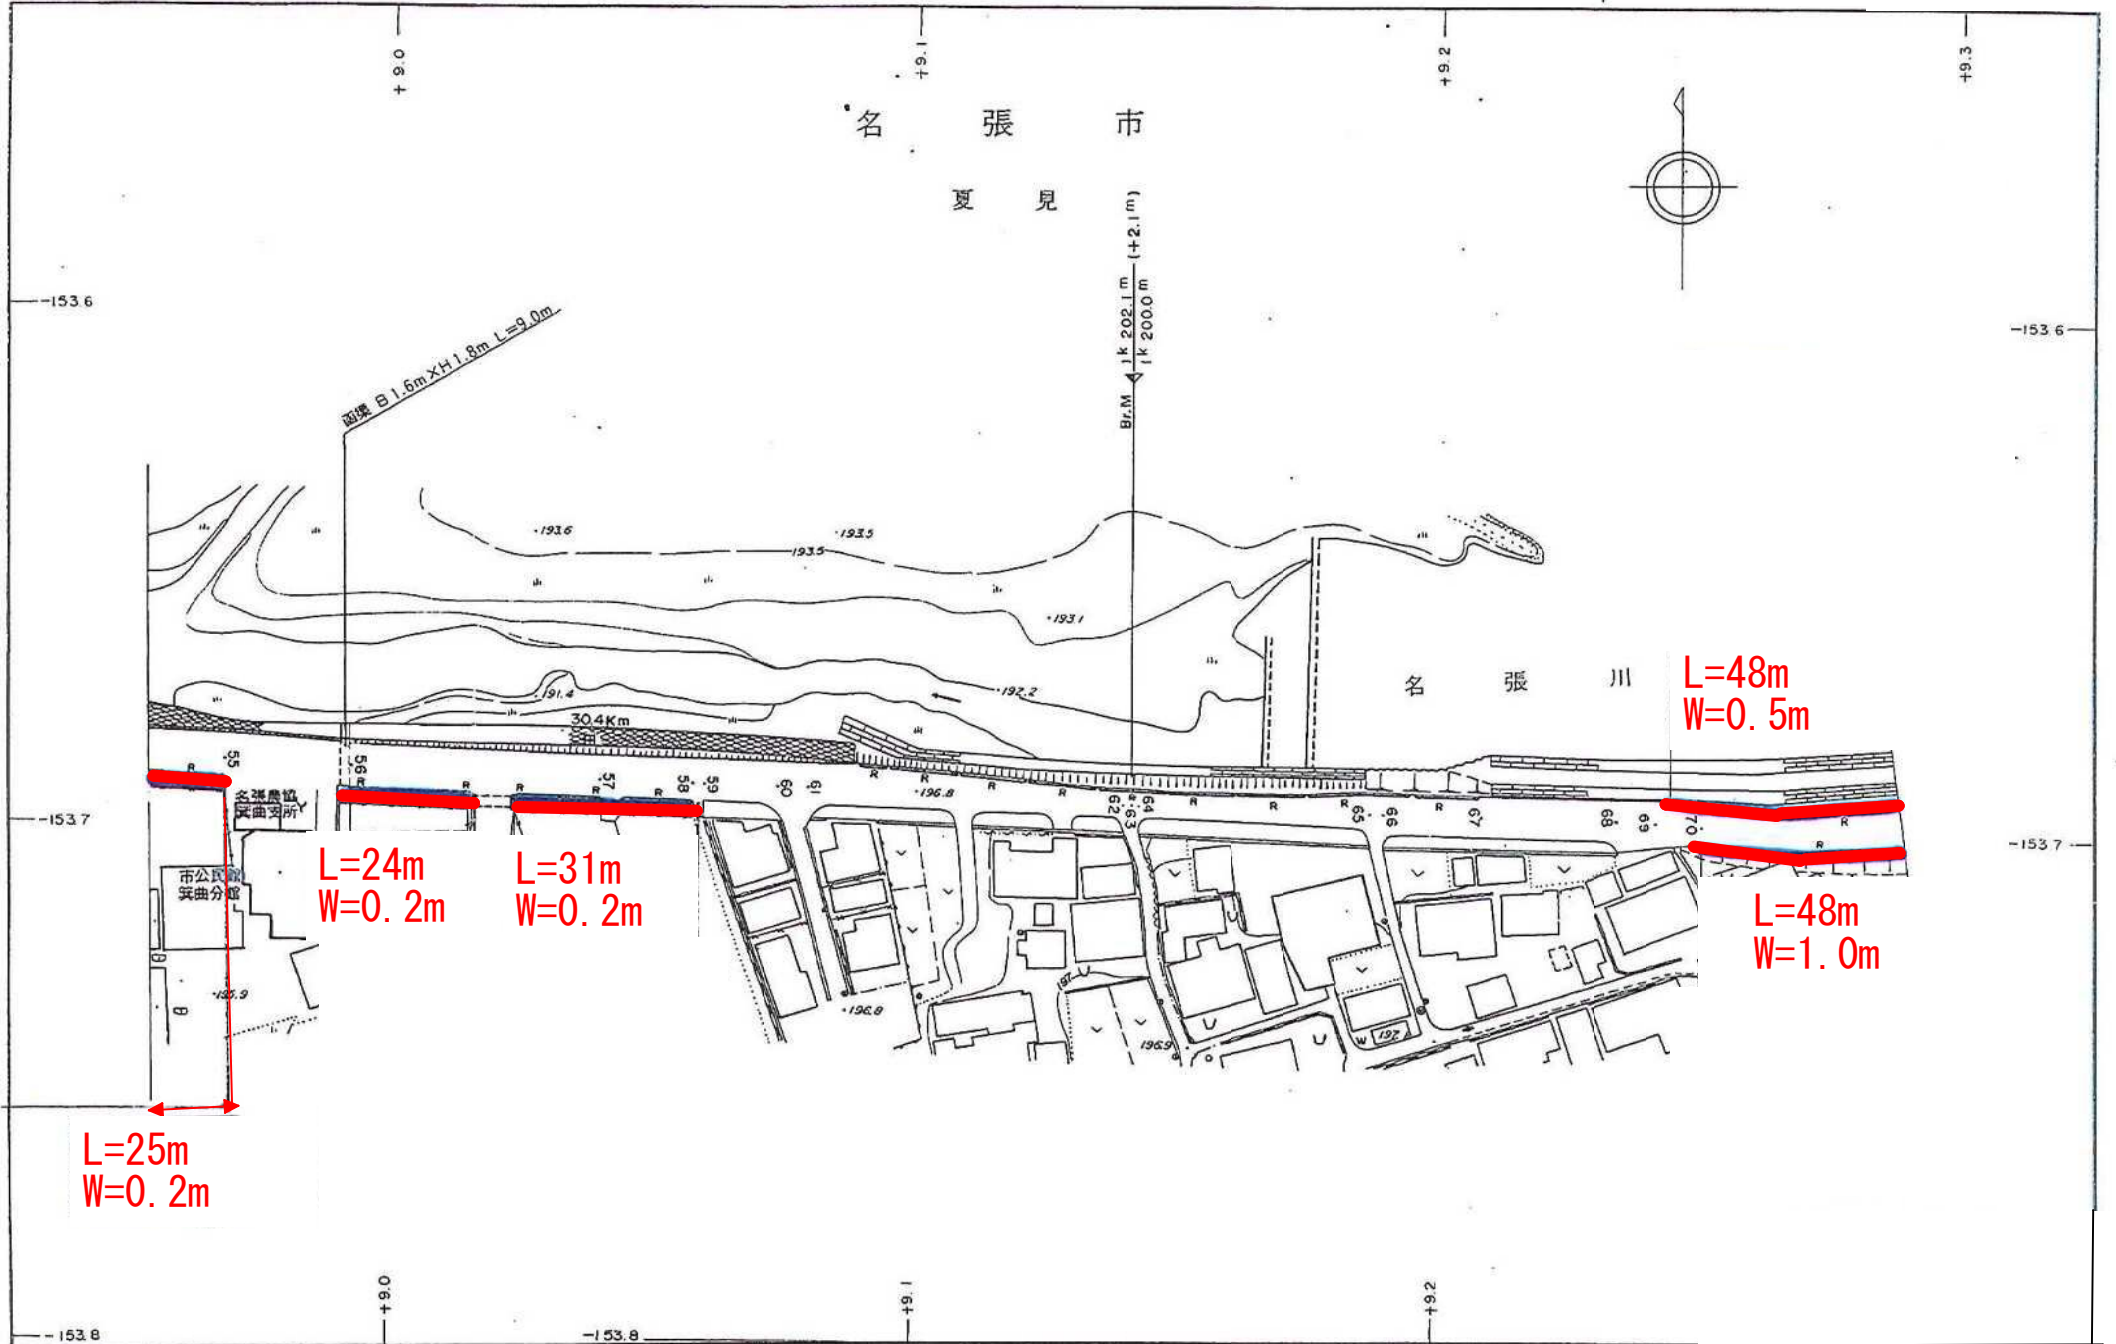 +9.0
+9.1
+9.2
+9.3
名張市
夏見
-153.6
-153.6
函渠 B1.6m×H1.8m L=9.0m
Br.M 1k 202.1m (+2.1m)
1k 200.0m
193.6
193.5
193.5
193.1
191.4
192.2
30.4Km
名張川
L=48m
W=0.5m
55
56
57
58
59
60
61
62
63
64
65
66
67
68
69
70
R
R
R
R
R
R
R
R
R
R
R
R
R
R
196.8
-153.7
-153.7
名張農協
箕曲支所
市公民館
箕曲分館
L=24m
W=0.2m
L=31m
W=0.2m
L=48m
W=1.0m
195.9
196.8
197
196.9
197
W
B
B
L=25m
W=0.2m
+9.0
+9.1
+9.2
-153.8
-153.8